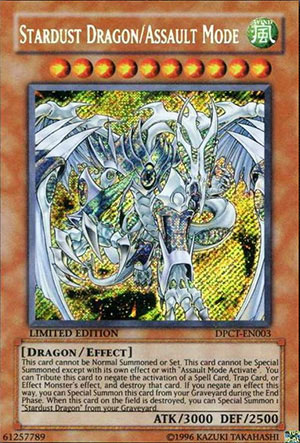 STARDUST DRAGON/ASSAULT MODE
WIND
風
LIMITED EDITION
DPCT-EN003
[DRAGON/EFFECT]
This card cannot be Normal Summoned or Set. This card cannot be Special
Summoned except with its own effect or with "Assault Mode Activate". You
can Tribute this card to negate the activation of a Spell Card, Trap Card, or
Effect Monster's effect, and destroy that card. If you negate an effect this
way, you can Special Summon this card from your Graveyard during the End
Phase. When this card on the field is destroyed, you can Special Summon 1
"Stardust Dragon" from your Graveyard.
ATK/3000 DEF/2500
61257789
©1996 KAZUKI TAKAHASHI